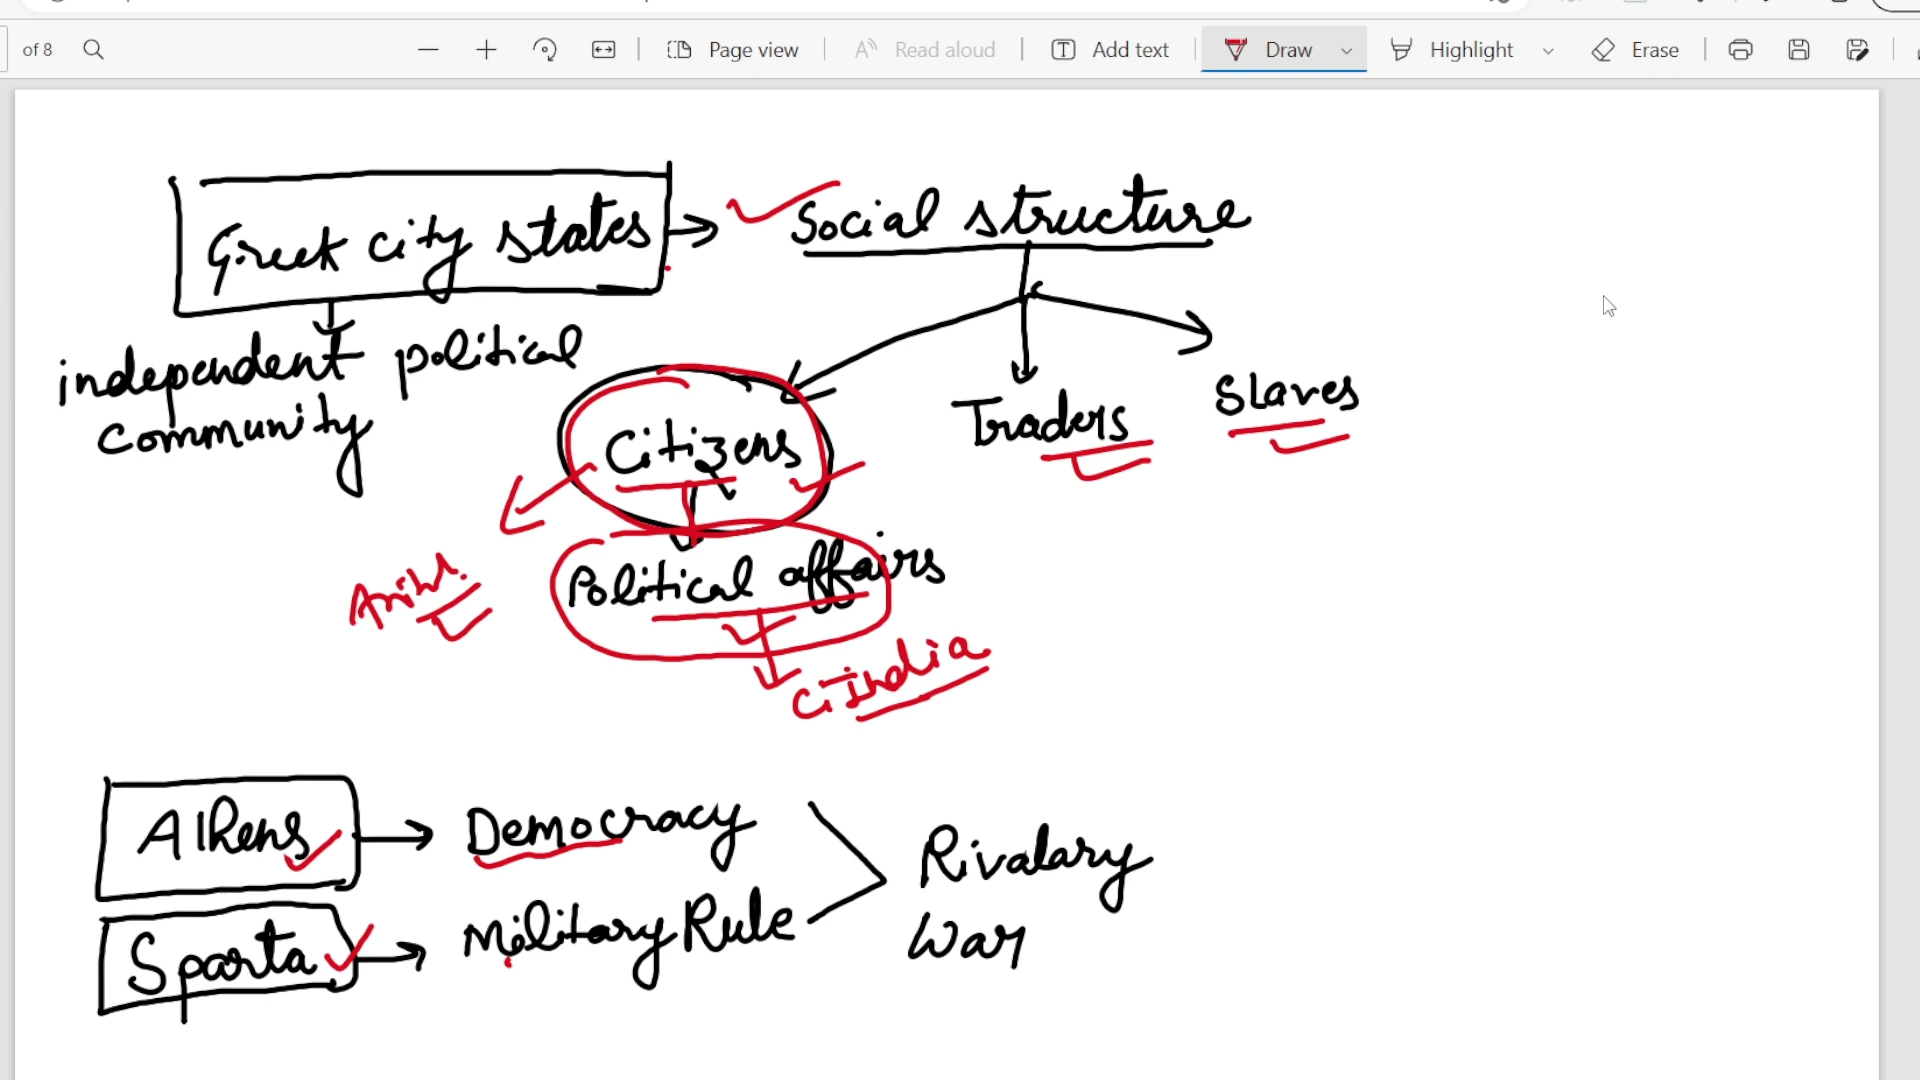 of 8
Page view
Read aloud
Add text
Draw
Highlight
Erase
Greek city states
Social structure
independent political
community
Citizens
Traders
Slaves
Political affairs
India
Athens
Democracy
Sparta
Military Rule
Rivalary
War